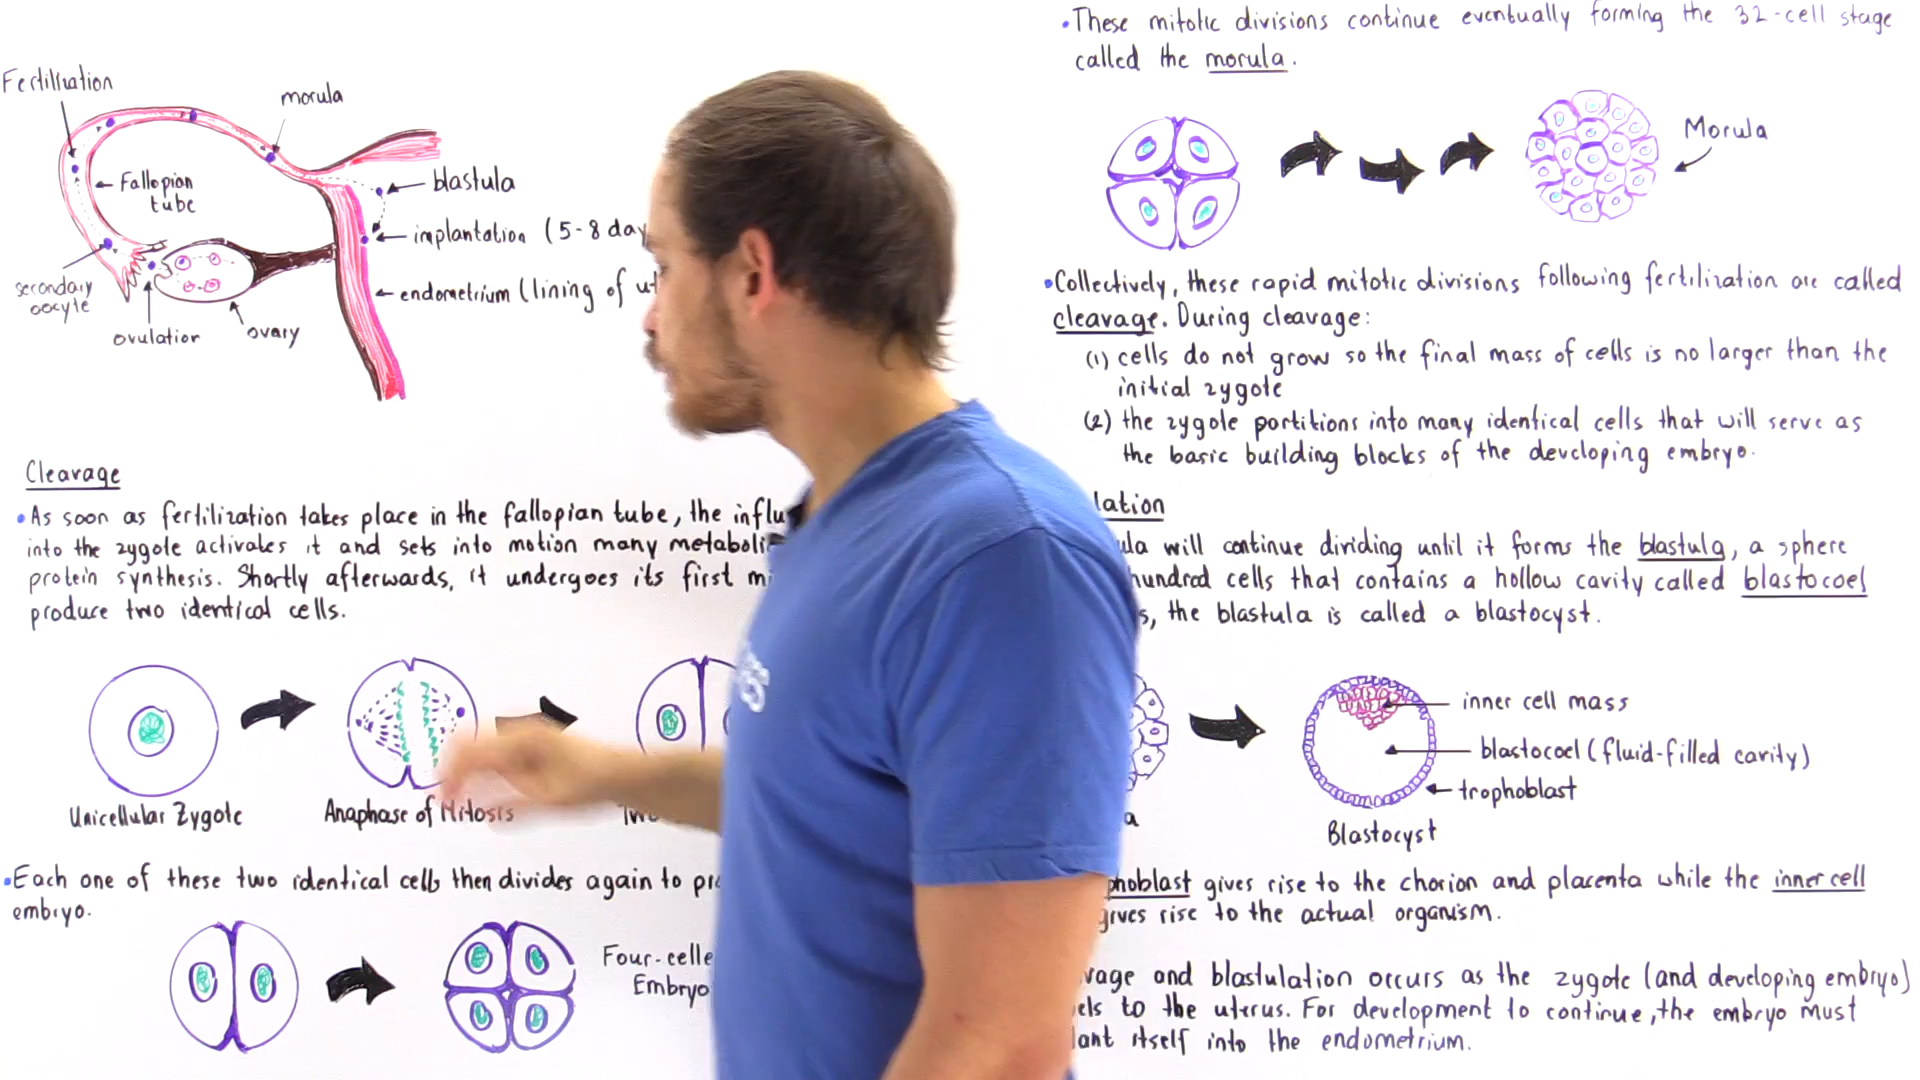 Fertilization
morula
Fallopian
tube
blastula
implantation (5-8 day
endometrium (lining of ut
secondary
oocyte
ovulation
ovary
Cleavage
•As soon as fertilization takes place in the fallopian tube, the influ
into the zygote activates it and sets into motion many metaboli
protein synthesis. Shortly afterwards, it undergoes its first mi
produce two identical cells.
Unicellular Zygote
Anaphase of Mitosis
•Each one of these two identical cells then divides again to pr
embryo.
Four-celle
Embryo
•These mitotic divisions continue eventually forming the 32-cell stage
called the morula.
Morula
•Collectively, these rapid mitotic divisions following fertilization are called
cleavage. During cleavage:
(1) cells do not grow so the final mass of cells is no larger than the
initial zygote
(2) the zygote partitions into many identical cells that will serve as
the basic building blocks of the developing embryo.
lation
ula will continue dividing until it forms the blastula, a sphere
hundred cells that contains a hollow cavity called blastocoel
s, the blastula is called a blastocyst.
a
inner cell mass
blastocoel (fluid-filled cavity)
trophoblast
Blastocyst
phoblast gives rise to the chorion and placenta while the inner cell
gives rise to the actual organism.
vage and blastulation occurs as the zygote (and developing embryo)
els to the uterus. For development to continue, the embryo must
lant itself into the endometrium.